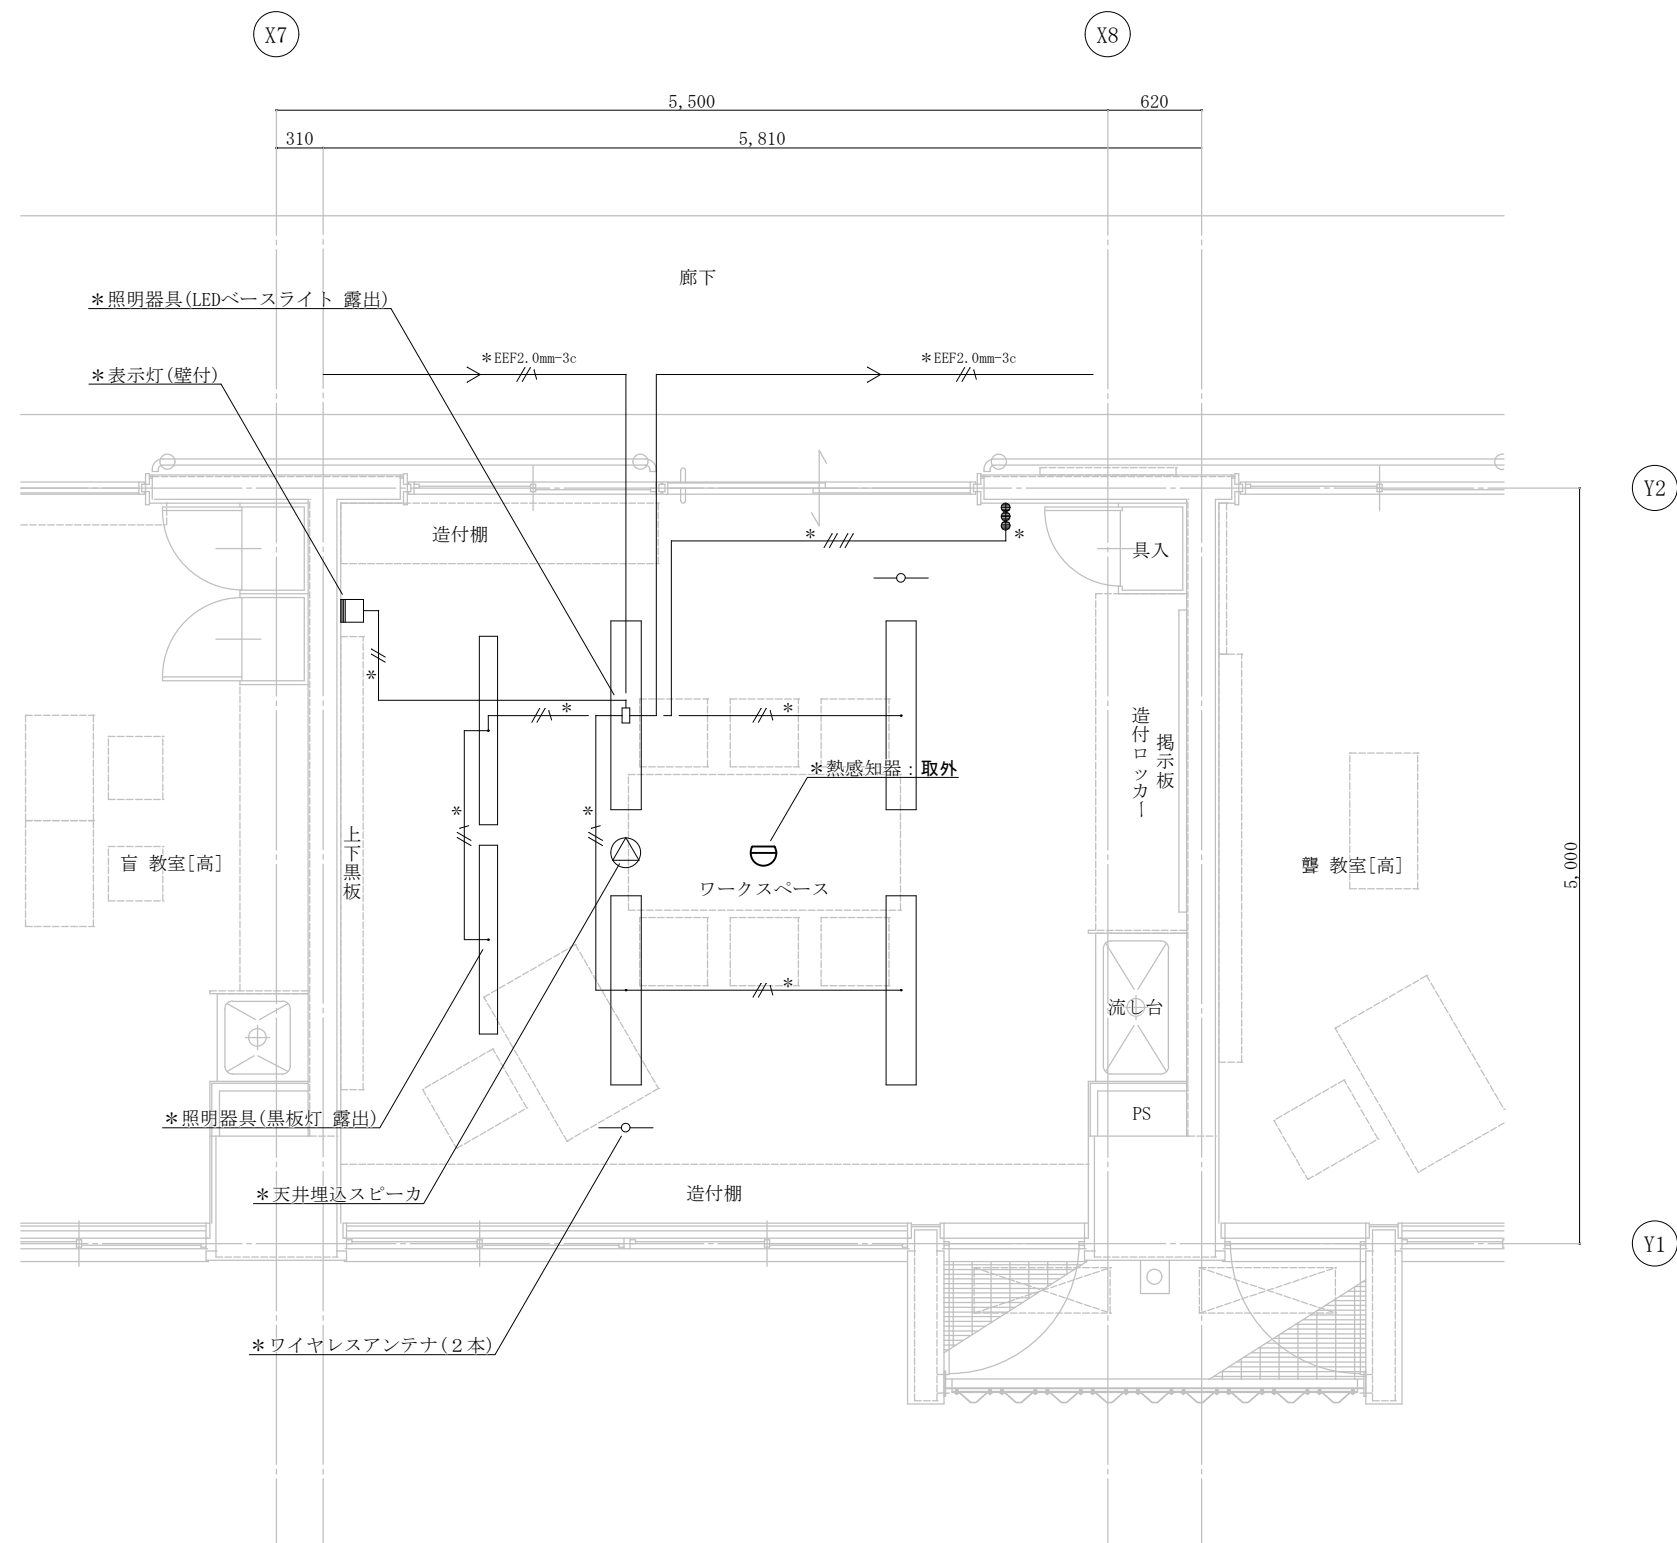 X7
X8
5,500
620
310
5,810
廊下
＊照明器具(LEDベースライト 露出)
＊EEF2.0mm-3c
＊EEF2.0mm-3c
＊表示灯(壁付)
Y2
造付棚
＊
＊
具入
＊
＊
＊
造付ロッカー
掲示板
＊熱感知器：取外
＊
＊
上下黒板
盲 教室[高]
ワークスペース
聾 教室[高]
5,000
＊
流し台
＊照明器具(黒板灯 露出)
PS
＊天井埋込スピーカ
造付棚
Y1
＊ワイヤレスアンテナ(２本)